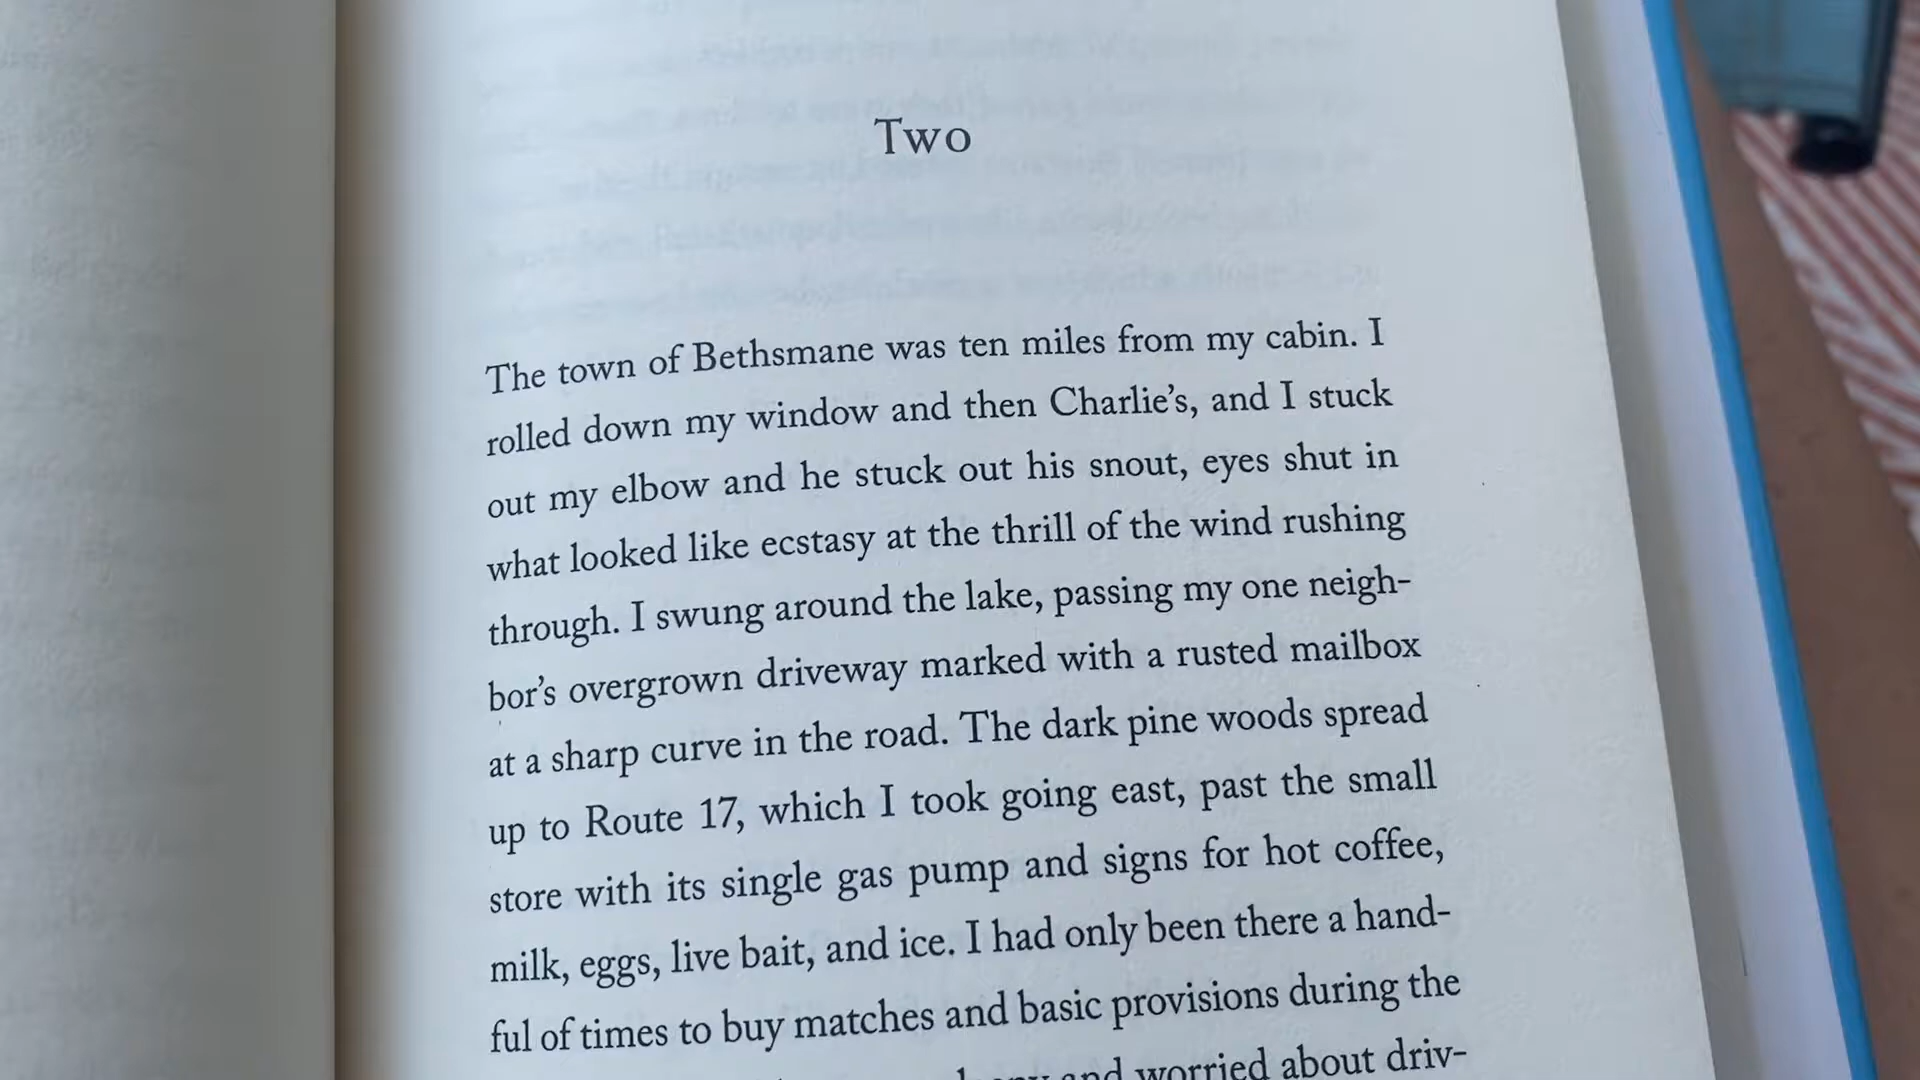 Two
The town of Bethsmane was ten miles from my cabin. I
rolled down my window and then Charlie’s, and I stuck
out my elbow and he stuck out his snout, eyes shut in
what looked like ecstasy at the thrill of the wind rushing
through. I swung around the lake, passing my one neigh-
bor’s overgrown driveway marked with a rusted mailbox
at a sharp curve in the road. The dark pine woods spread
up to Route 17, which I took going east, past the small
store with its single gas pump and signs for hot coffee,
milk, eggs, live bait, and ice. I had only been there a hand-
ful of times to buy matches and basic provisions during the
and worried about driv-